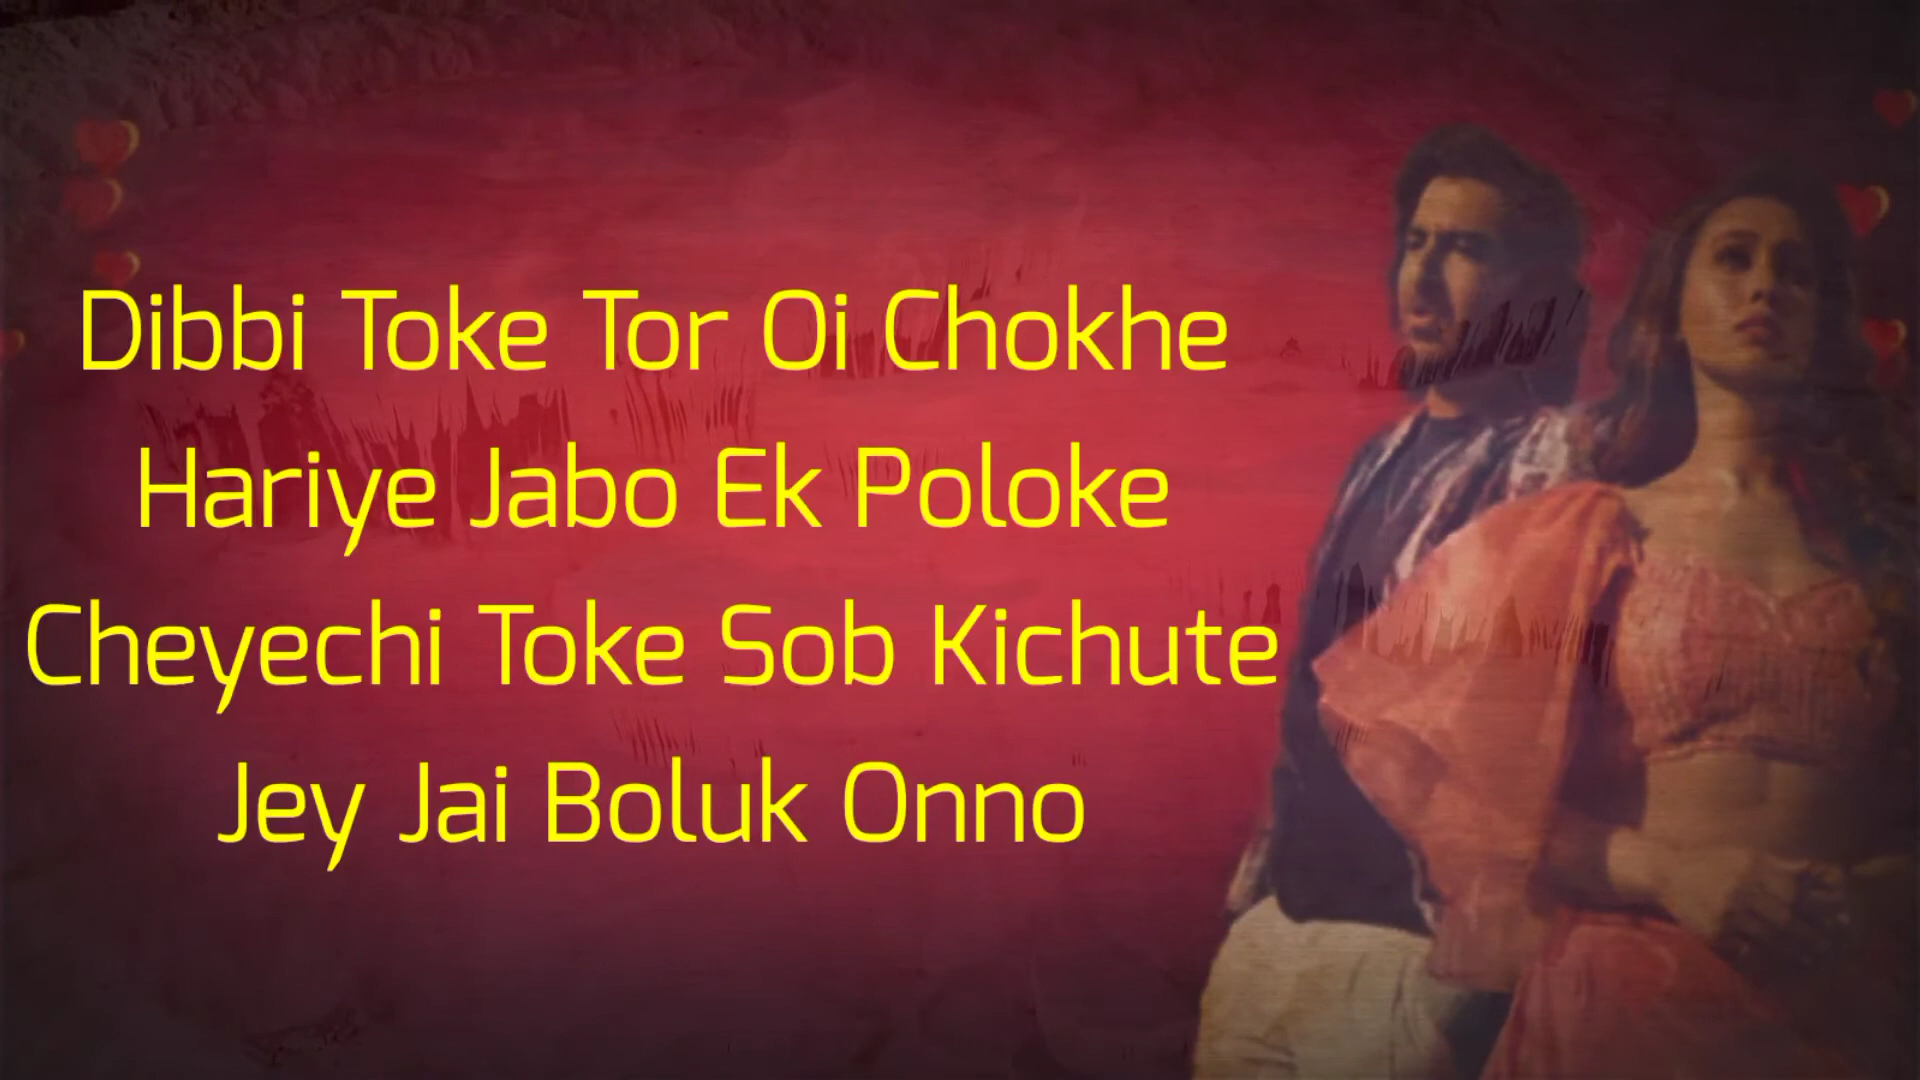 Dibbi Toke Tor Oi Chokhe
Hariye Jabo Ek Poloke
Cheyechi Toke Sob Kichute
Jey Jai Boluk Onno